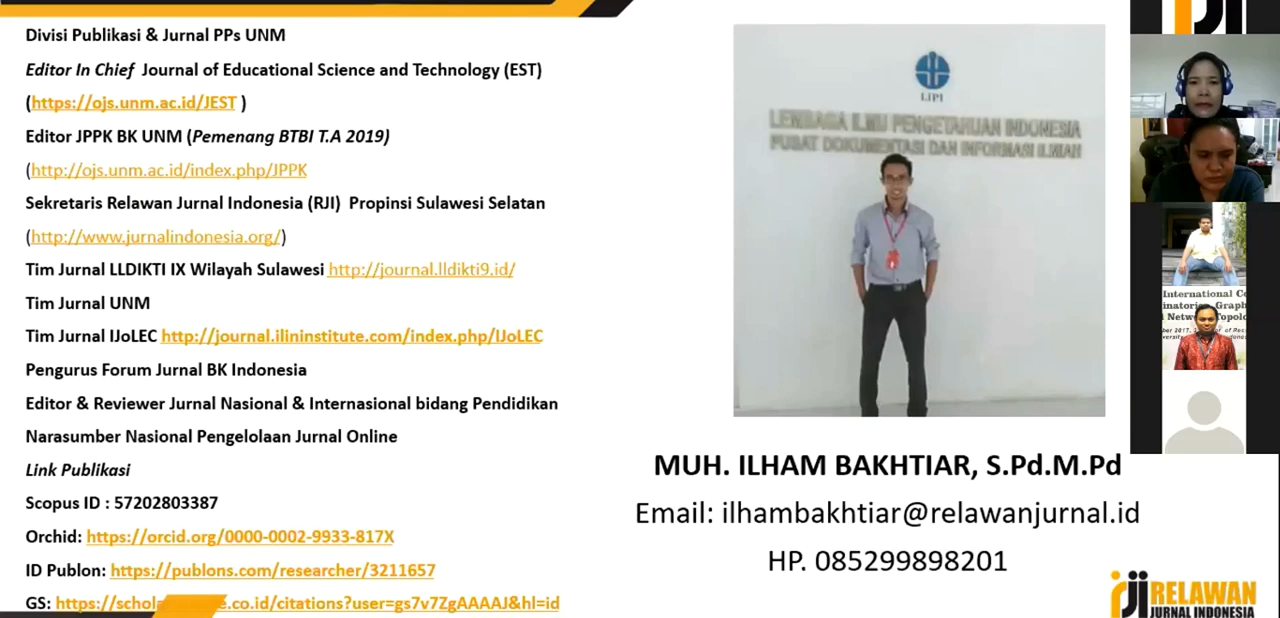 Divisi Publikasi & Jurnal PPs UNM
Editor In Chief Journal of Educational Science and Technology (EST)
(https://ojs.unm.ac.id/JEST )
Editor JPPK BK UNM (Pemenang BTBI T.A 2019)
(http://ojs.unm.ac.id/index.php/JPPK
Sekretaris Relawan Jurnal Indonesia (RJI) Propinsi Sulawesi Selatan
(http://www.jurnalindonesia.org/)
Tim Jurnal LLDIKTI IX Wilayah Sulawesi http://journal.lldikti9.id/
Tim Jurnal UNM
Tim Jurnal IJoLEC http://journal.ilininstitute.com/index.php/IJoLEC
Pengurus Forum Jurnal BK Indonesia
Editor & Reviewer Jurnal Nasional & Internasional bidang Pendidikan
Narasumber Nasional Pengelolaan Jurnal Online
Link Publikasi
Scopus ID : 57202803387
Orchid: https://orcid.org/0000-0002-9933-817X
ID Publon: https://publons.com/researcher/3211657
GS: .co.id/citations?user=gs7v7ZgAAAAJ&hl=id
LIPI
LEMBAGA ILMU PENGETAHUAN INDONESIA
PUSAT DOKUMENTASI DAN INFORMASI ILMIAH
MUH. ILHAM BAKHTIAR, S.Pd.M.Pd
Email: ilhambakhtiar@relawanjurnal.id
HP. 085299898201
International
Network
2017,
rji RELAWAN
JURNAL INDONESIA